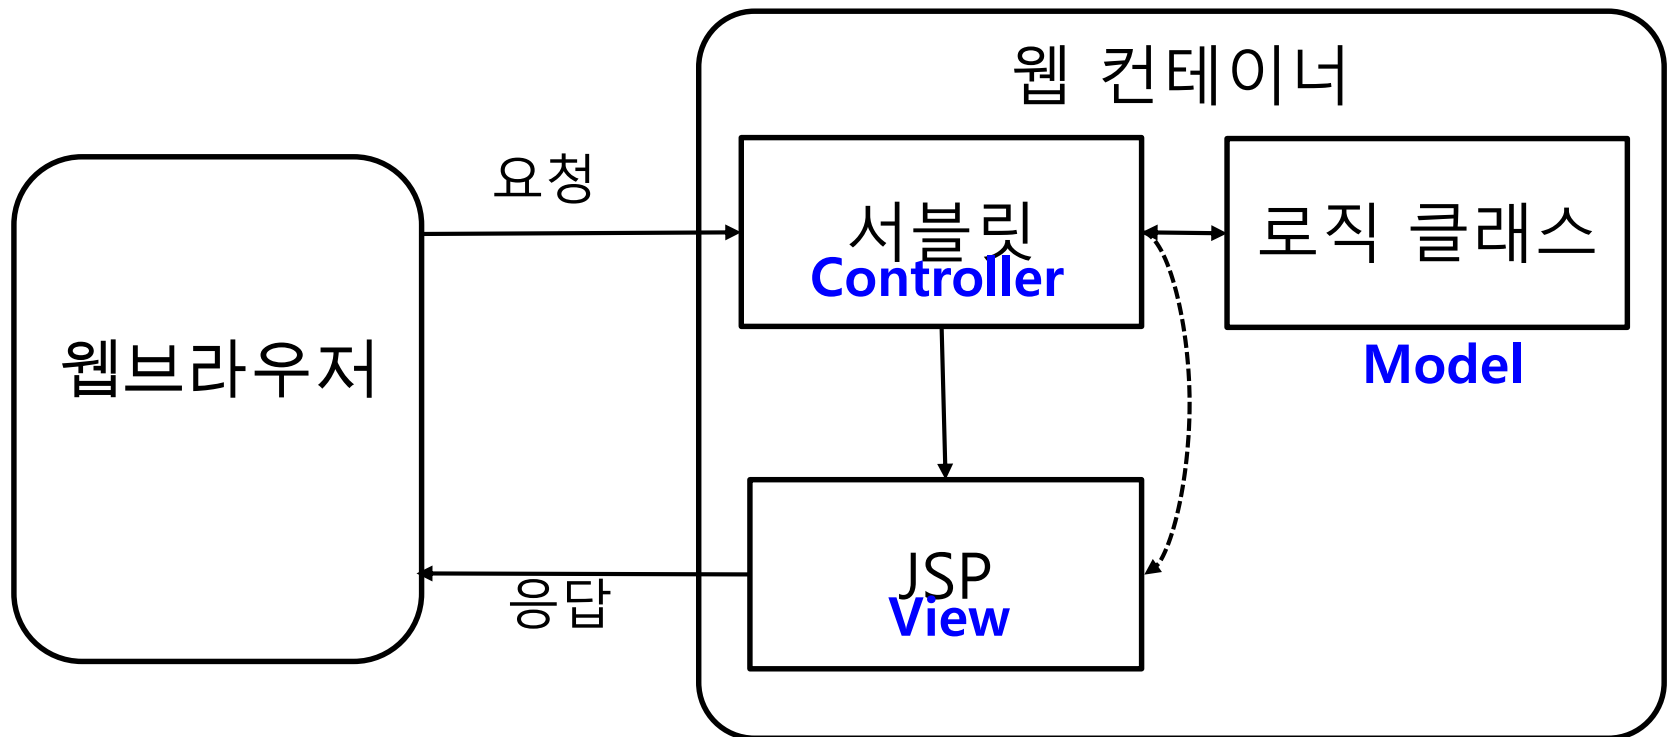 웹 컨테이너
요청
서블릿
Controller
로직 클래스
Model
웹브라우저
JSP
View
응답